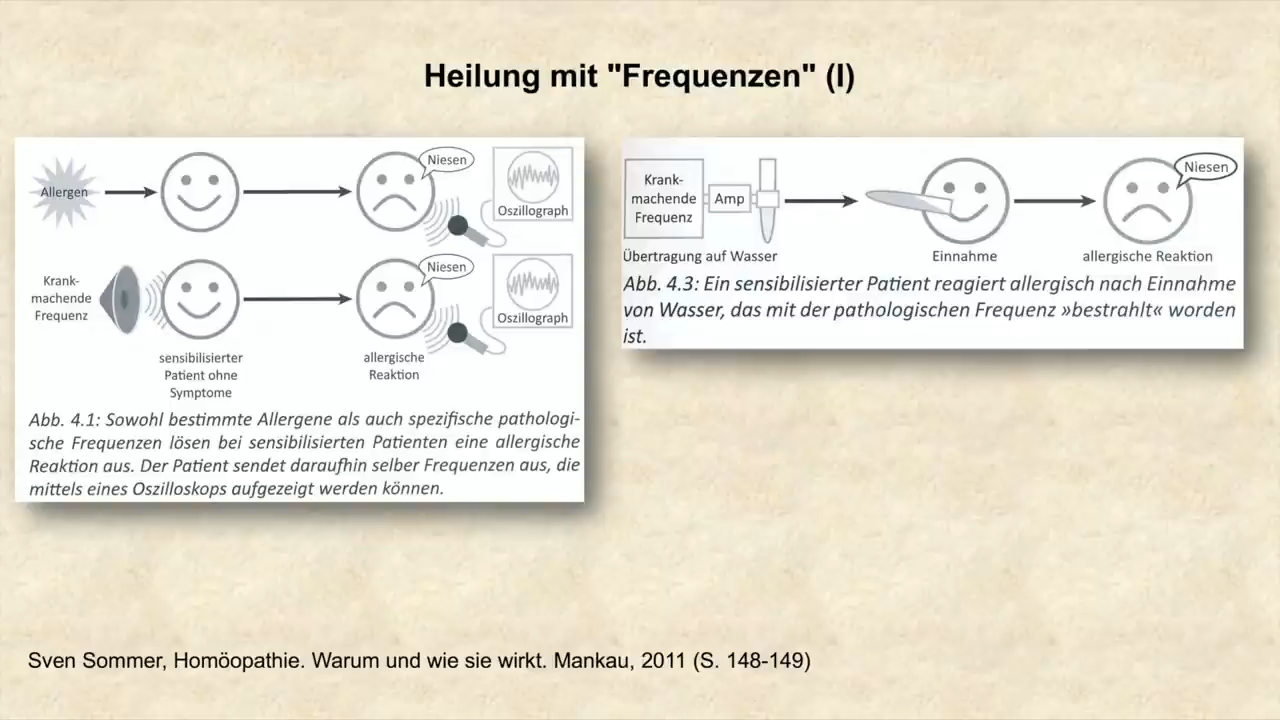 Heilung mit "Frequenzen" (I)
Allergen
Niesen
Oszillograph
Krank-
machende
Frequenz
Niesen
Oszillograph
sensibilisierter
Patient ohne
Symptome
allergische
Reaktion
Abb. 4.1: Sowohl bestimmte Allergene als auch spezifische pathologi-
sche Frequenzen lösen bei sensibilisierten Patienten eine allergische
Reaktion aus. Der Patient sendet daraufhin selber Frequenzen aus, die
mittels eines Oszilloskops aufgezeigt werden können.
Krank-
machende
Frequenz
Amp
Niesen
Übertragung auf Wasser
Einnahme
allergische Reaktion
Abb. 4.3: Ein sensibilisierter Patient reagiert allergisch nach Einnahme
von Wasser, das mit der pathologischen Frequenz »bestrahlt« worden
ist.
Sven Sommer, Homöopathie. Warum und wie sie wirkt. Mankau, 2011 (S. 148-149)